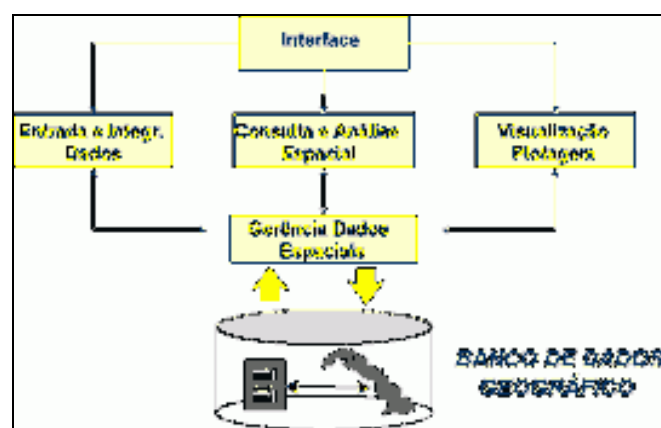 Interface
Entrada e Integr.
Dados
Consulta e Análise
Espacial
Visualização
Plotagem
Gerência Dados
Espaciais
BANCO DE DADOS
GEOGRÁFICO